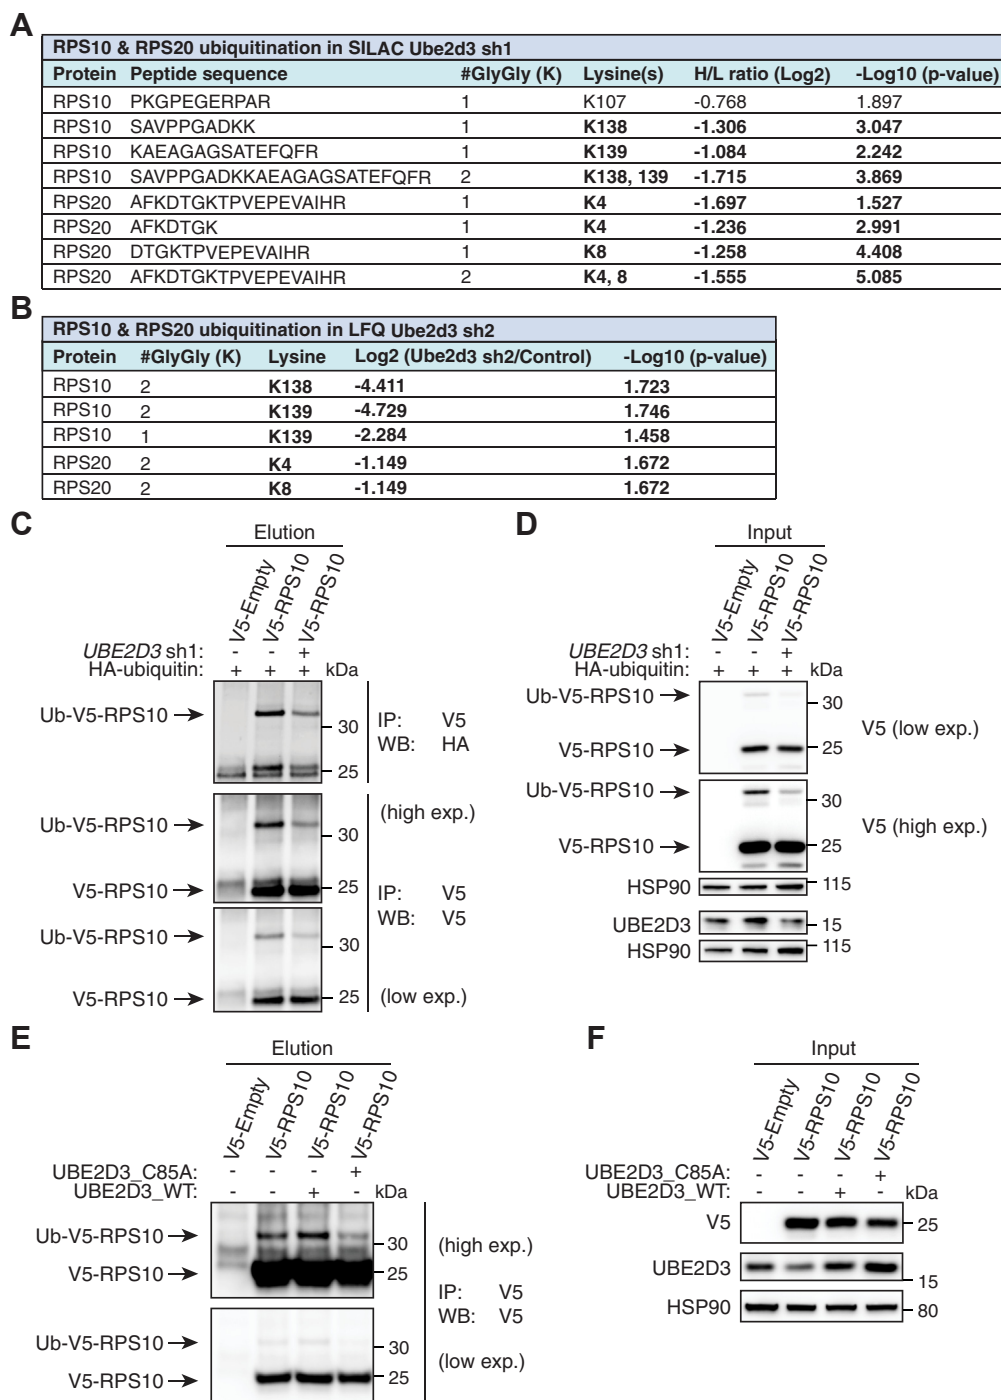 A
RPS10 & RPS20 ubiquitination in SILAC Ube2d3 sh1
Protein Peptide sequence #GlyGly (K) Lysine(s) H/L ratio (Log2) -Log10 (p-value)
RPS10 PKGPEGERPAR 1 K107 -0.768 1.897
RPS10 SAVPPGADKK 1 K138 -1.306 3.047
RPS10 KAEAGAGSATEFQFR 1 K139 -1.084 2.242
RPS10 SAVPPGADKKAEAGAGSATEFQFR 2 K138, 139 -1.715 3.869
RPS20 AFKDTGKTPVEPEVAIHR 1 K4 -1.697 1.527
RPS20 AFKDTGK 1 K4 -1.236 2.991
RPS20 DTGKTPVEPEVAIHR 1 K8 -1.258 4.408
RPS20 AFKDTGKTPVEPEVAIHR 2 K4, 8 -1.555 5.085
B
RPS10 & RPS20 ubiquitination in LFQ Ube2d3 sh2
Protein #GlyGly (K) Lysine Log2 (Ube2d3 sh2/Control) -Log10 (p-value)
RPS10 2 K138 -4.411 1.723
RPS10 2 K139 -4.729 1.746
RPS10 1 K139 -2.284 1.458
RPS20 2 K4 -1.149 1.672
RPS20 2 K8 -1.149 1.672
C
Elution
V5-Empty V5-RPS10 V5-RPS10
UBE2D3 sh1: - - +
HA-ubiquitin: + + + kDa
Ub-V5-RPS10 30 IP: V5
WB: HA
25
Ub-V5-RPS10 30 (high exp.)
V5-RPS10 25 IP: V5
WB: V5
Ub-V5-RPS10 30
V5-RPS10 25 (low exp.)
D
Input
V5-Empty V5-RPS10 V5-RPS10
UBE2D3 sh1: - - +
HA-ubiquitin: + + + kDa
Ub-V5-RPS10 30
V5 (low exp.)
V5-RPS10 25
Ub-V5-RPS10 30
V5 (high exp.)
V5-RPS10 25
HSP90 115
UBE2D3 15
HSP90 115
E
Elution
V5-Empty V5-RPS10 V5-RPS10 V5-RPS10
UBE2D3_C85A: - - - +
UBE2D3_WT: - - + - kDa
Ub-V5-RPS10 30 (high exp.)
V5-RPS10 25
IP: V5
WB: V5
Ub-V5-RPS10 30
(low exp.)
V5-RPS10 25
F
Input
V5-Empty V5-RPS10 V5-RPS10 V5-RPS10
UBE2D3_C85A: - - - +
UBE2D3_WT: - - + - kDa
V5 25
UBE2D3 15
HSP90 80